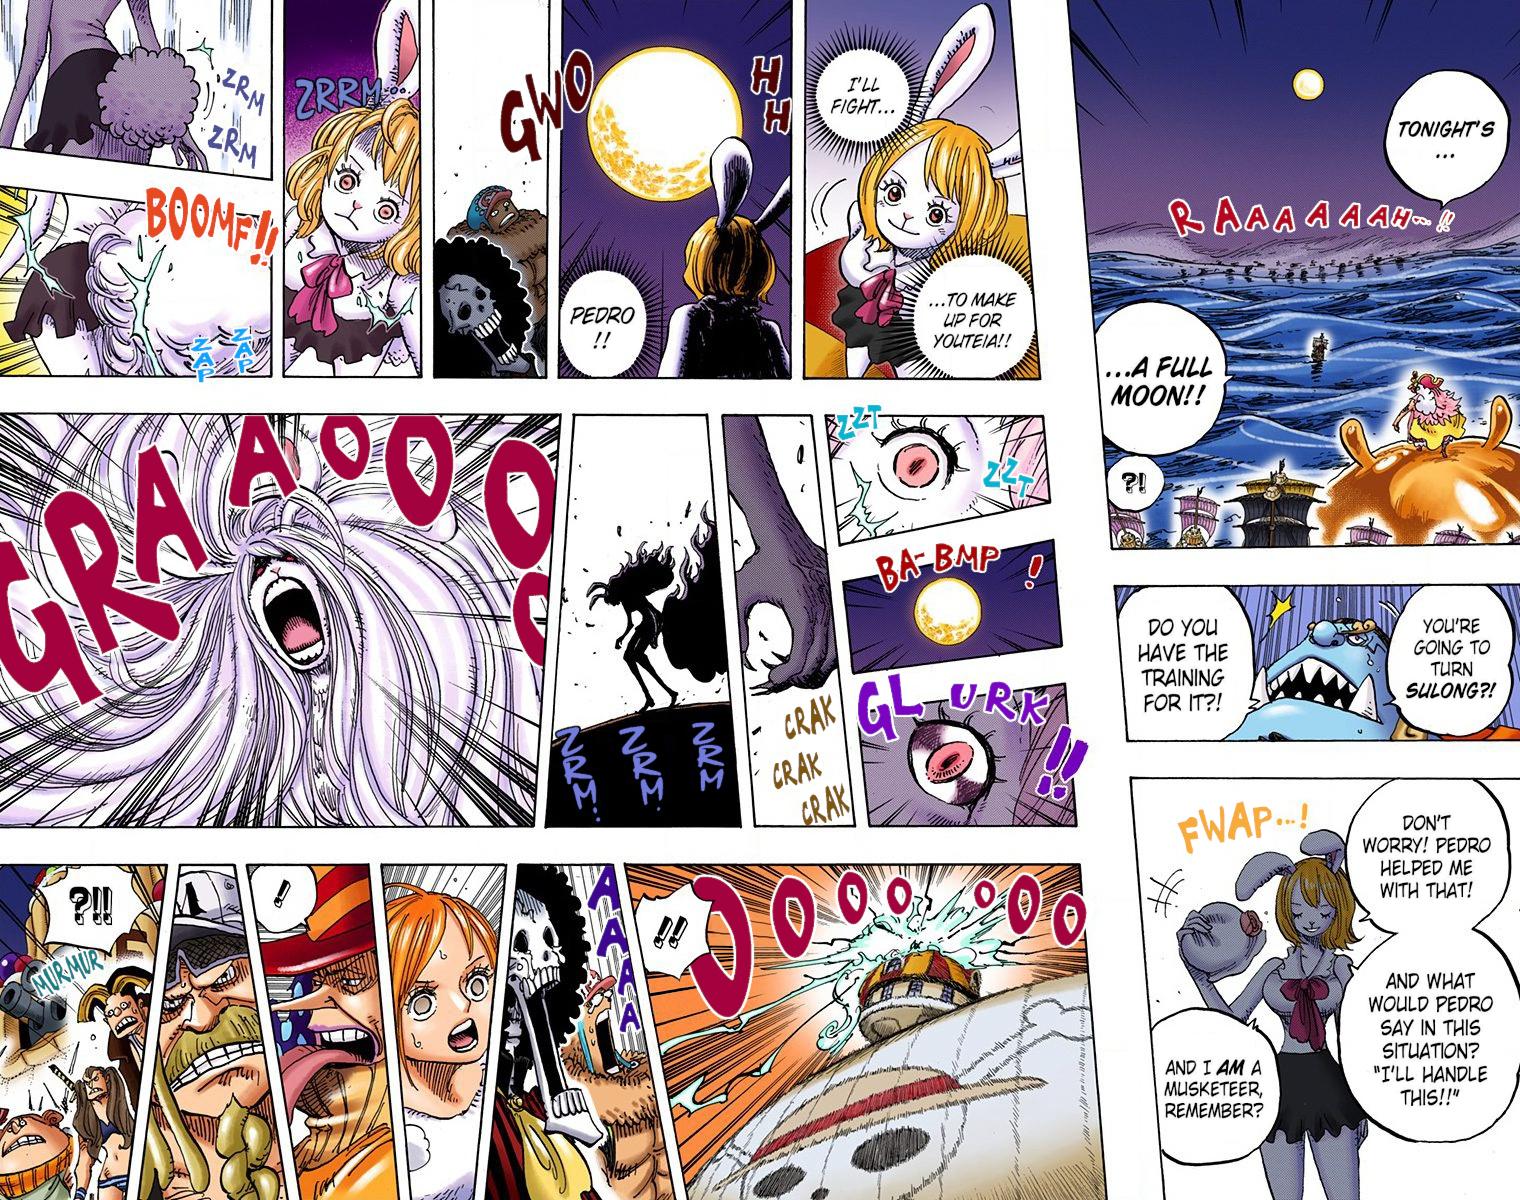 TONIGHT'S
...
RAAAAAAH...!!
...A FULL
MOON!!
?!
YOU'RE
GOING TO
TURN
SULONG?!
DO YOU
HAVE THE
TRAINING
FOR IT?!
FWAP...!
DON'T
WORRY! PEDRO
HELPED ME
WITH THAT!
AND WHAT
WOULD PEDRO
SAY IN THIS
SITUATION?
"I'LL HANDLE
THIS!!"
AND I AM A
MUSKETEER,
REMEMBER?
I'LL
FIGHT...
...TO MAKE
UP FOR
YOUTEIA!!
HH
GWO
PEDRO
!!
ZRRM...
ZRM
ZRM
BOOMF!!
ZAP
ZAP
ZZT
ZZT
BA-BMP
!
GLURK!!
CRAK
CRAK
CRAK
ZRM
ZRM
ZRM...
GRAAOOOO
OOOOOOOO
!!
AAAA
!
?!!
MURMUR